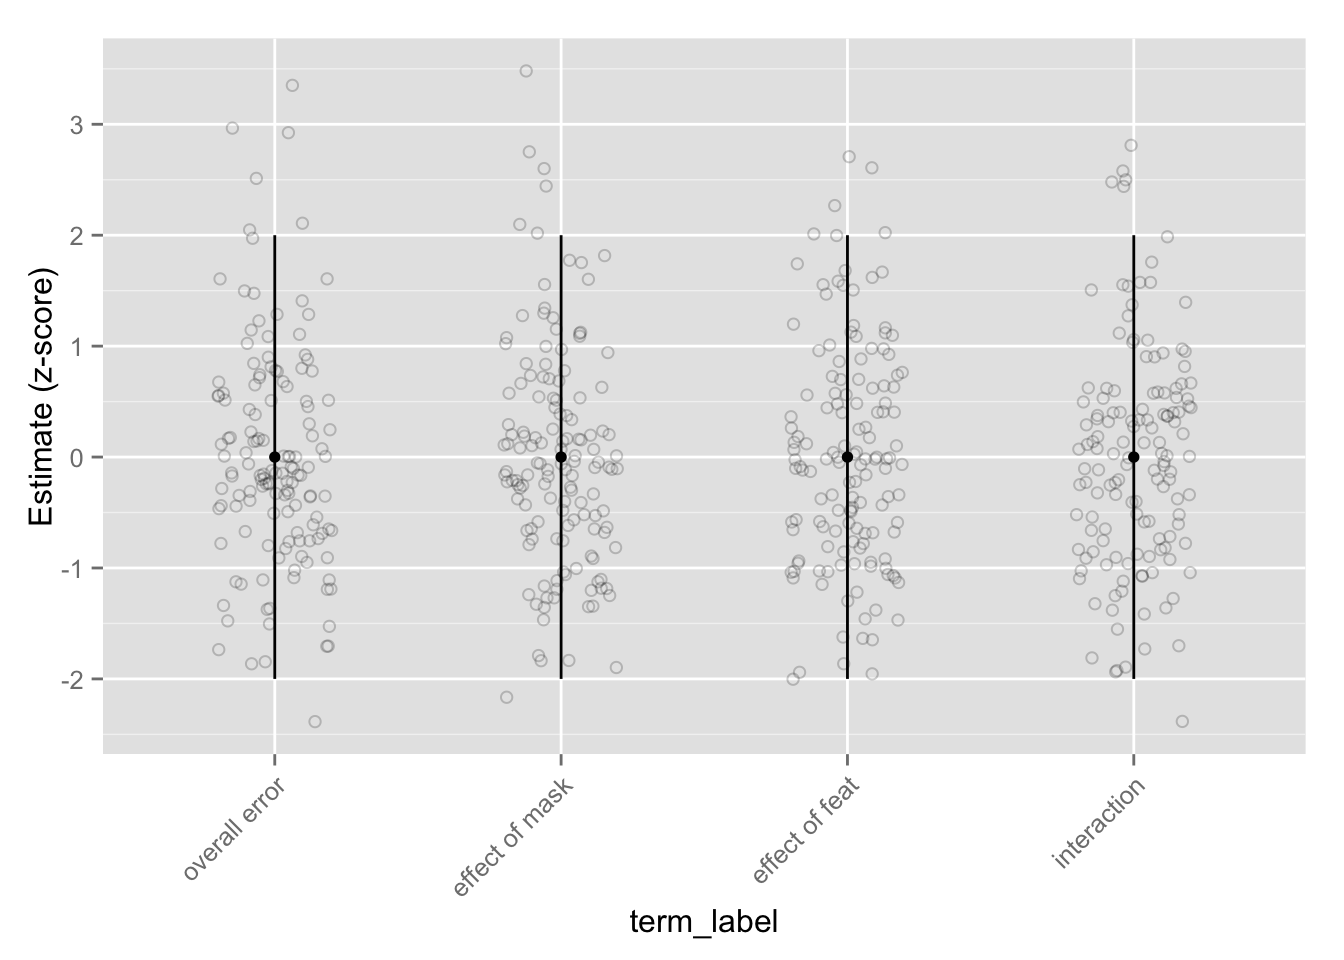 Estimate (z-score)
3
2
1
0
-1
-2
overall error
effect of mask
effect of feat
interaction
term_label